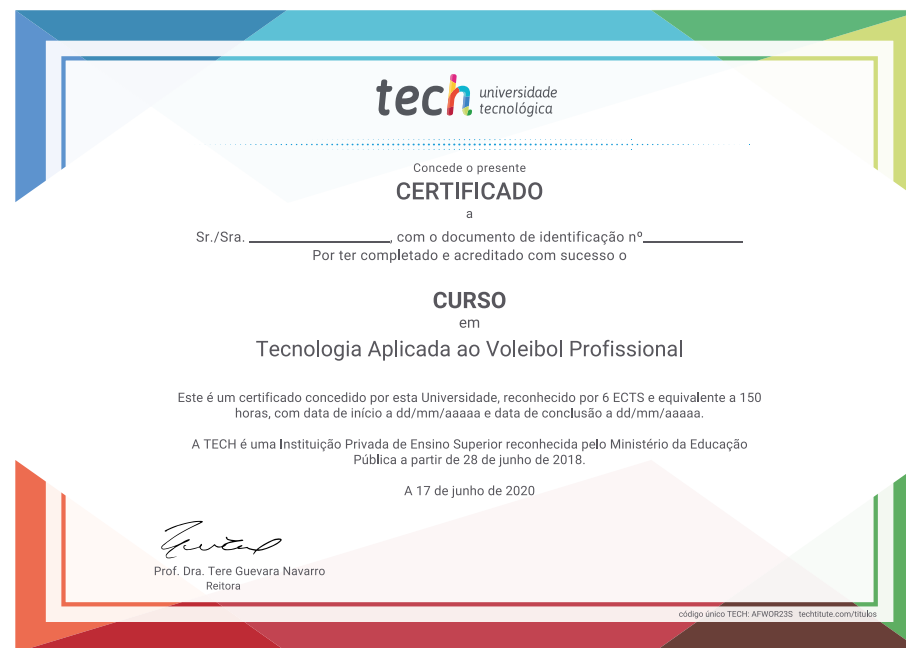 tech universidade
tecnológica
Concede o presente
CERTIFICADO
a
Sr./Sra. ________________, com o documento de identificação nº____________
Por ter completado e acreditado com sucesso o
CURSO
em
Tecnologia Aplicada ao Voleibol Profissional
Este é um certificado concedido por esta Universidade, reconhecido por 6 ECTS e equivalente a 150
horas, com data de início a dd/mm/aaaaa e data de conclusão a dd/mm/aaaaa.
A TECH é uma Instituição Privada de Ensino Superior reconhecida pelo Ministério da Educação
Pública a partir de 28 de junho de 2018.
A 17 de junho de 2020
Prof. Dra. Tere Guevara Navarro
Reitora
código único TECH: AFWOR23S techtitute.com/titulos